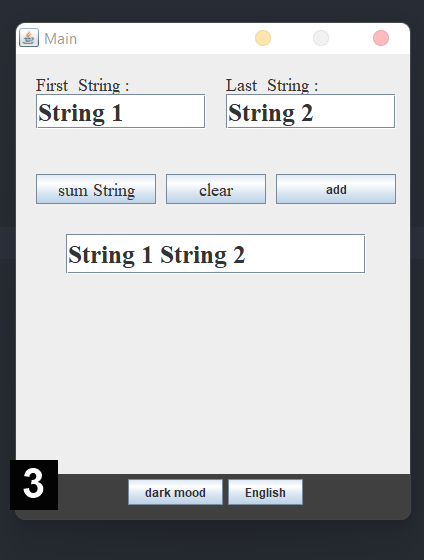 Main
First String : Last String :
String 1 String 2
sum String clear add
String 1 String 2
3
dark mood English